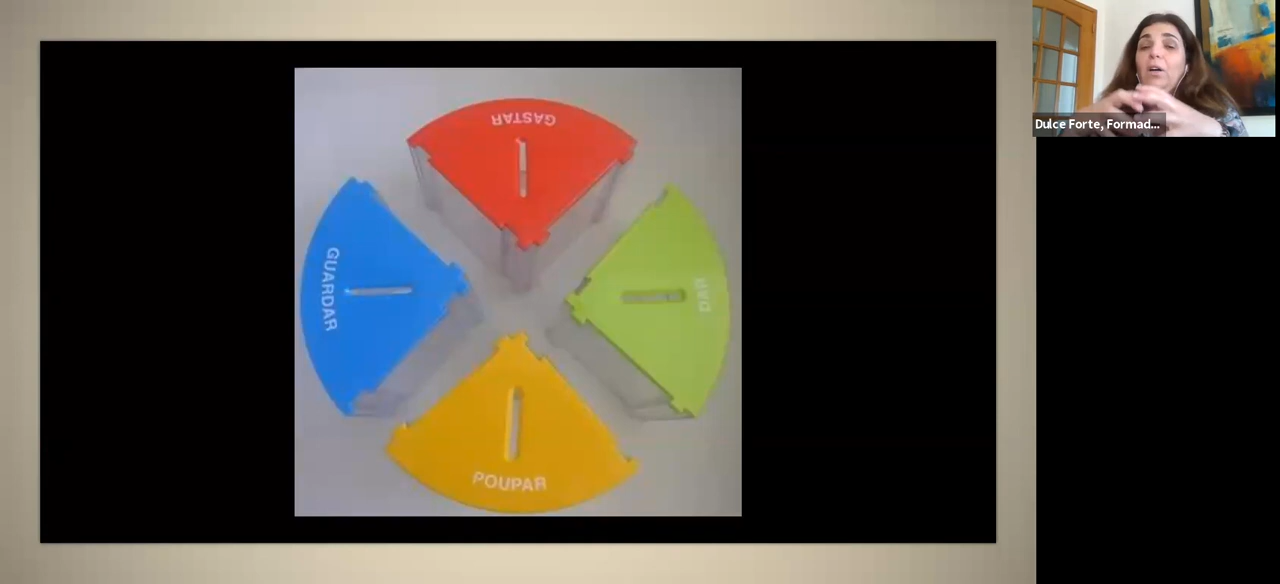 GASTAR
GUARDAR
DAR
POUPAR
Dulce Forte, Formad...